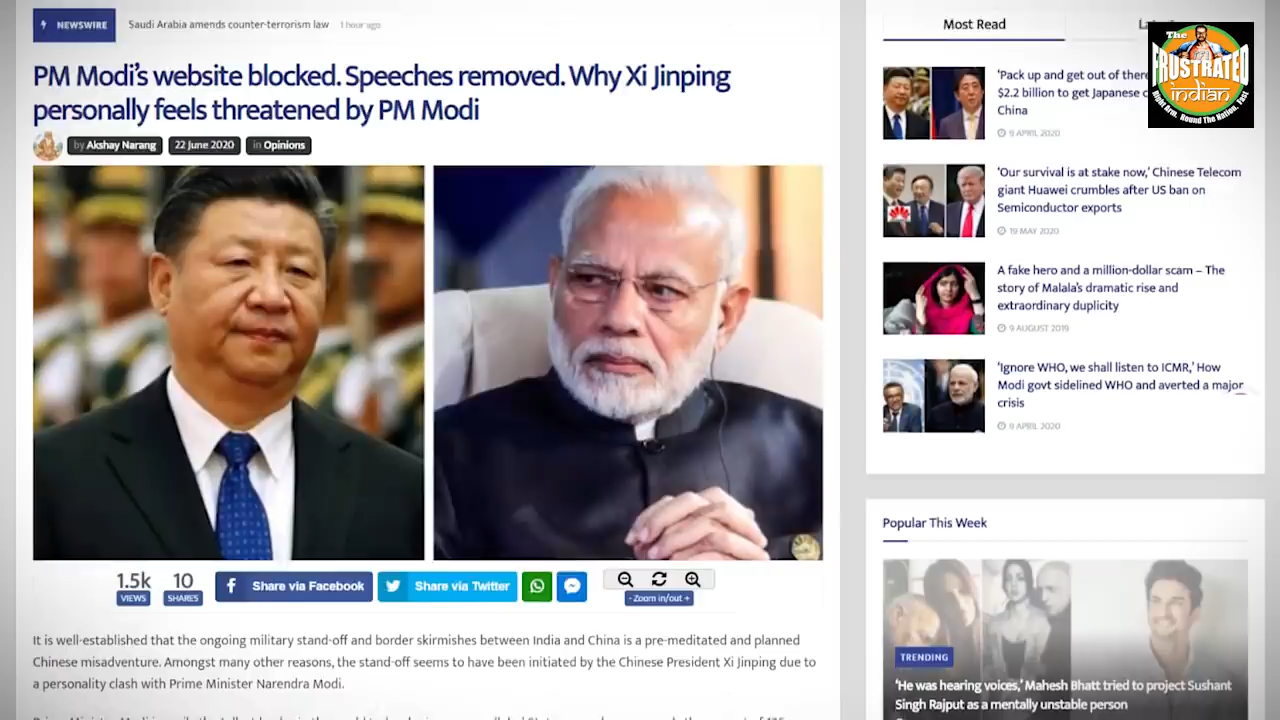 NEWSWIRE
Saudi Arabia amends counter-terrorism law
1 hour ago
PM Modi's website blocked. Speeches removed. Why Xi Jinping
personally feels threatened by PM Modi
by Akshay Narang
22 June 2020
in Opinions
1.5k
VIEWS
10
SHARES
Share via Facebook
Share via Twitter
- Zoom in/out +
It is well-established that the ongoing military stand-off and border skirmishes between India and China is a pre-meditated and planned
Chinese misadventure. Amongst many other reasons, the stand-off seems to have been initiated by the Chinese President Xi Jinping due to
a personality clash with Prime Minister Narendra Modi.
Most Read
The
FRUSTRATED
indian
Right Arm. Round The Nation. Fast
'Pack up and get out of there
$2.2 billion to get Japanese c
China
9 APRIL 2020
'Our survival is at stake now,' Chinese Telecom
giant Huawei crumbles after US ban on
Semiconductor exports
19 MAY 2020
A fake hero and a million-dollar scam – The
story of Malala's dramatic rise and
extraordinary duplicity
9 AUGUST 2019
'Ignore WHO, we shall listen to ICMR,' How
Modi govt sidelined WHO and averted a major
crisis
9 APRIL 2020
Popular This Week
TRENDING
'He was hearing voices,' Mahesh Bhatt tried to project Sushant
Singh Rajput as a mentally unstable person